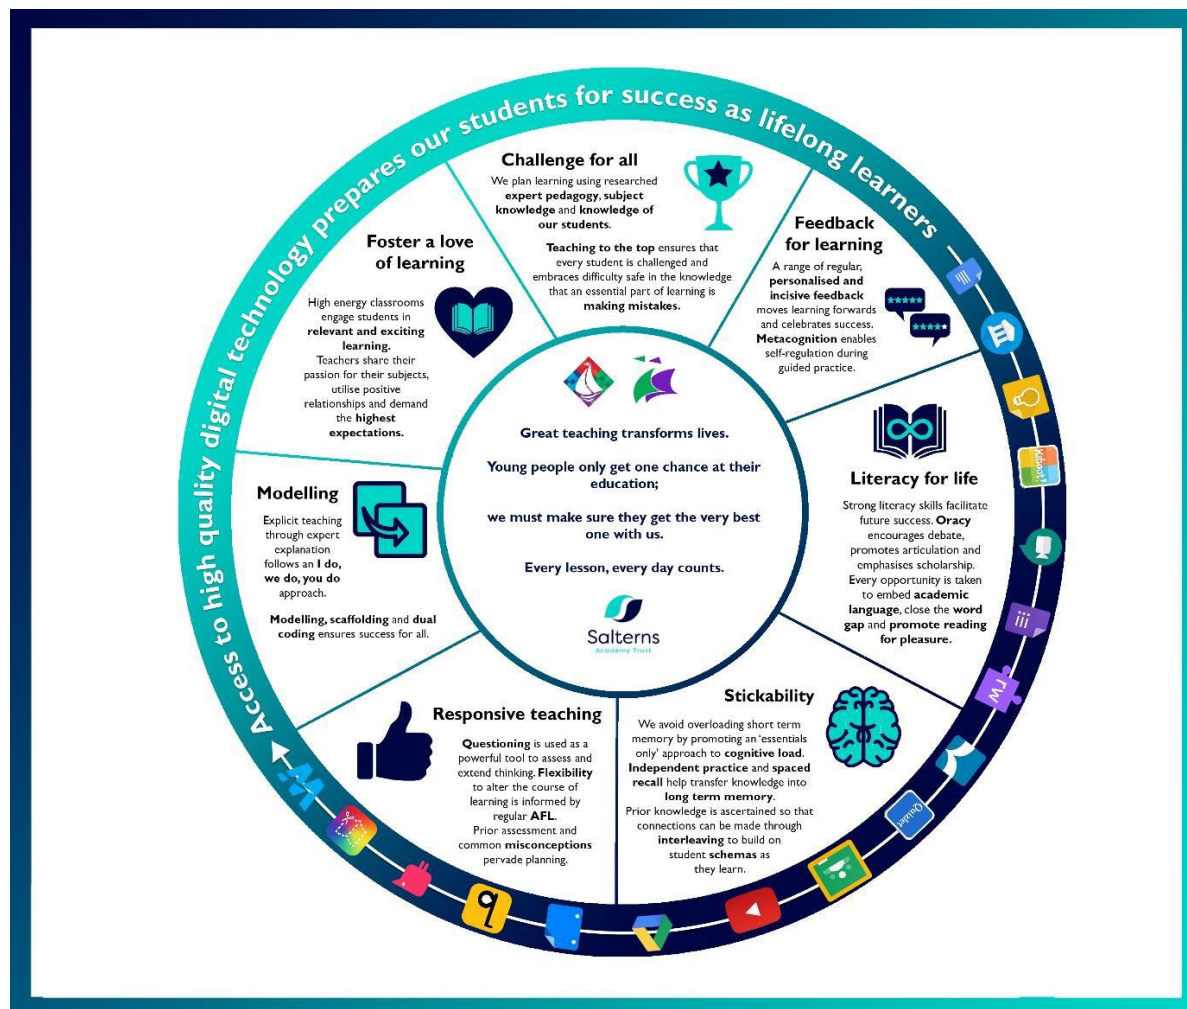 Access to high quality digital technology prepares our students for success as lifelong learners
Challenge for all
We plan learning using researched
expert pedagogy, subject
knowledge and knowledge of
our students.
Teaching to the top ensures that
every student is challenged and
embraces difficulty safe in the knowledge
that an essential part of learning is
making mistakes.
Feedback
for learning
A range of regular,
personalised and
incisive feedback
moves learning forwards
and celebrates success.
Metacognition enables
self-regulation during
guided practice.
Literacy for life
Strong literacy skills facilitate
future success. Oracy
encourages debate,
promotes articulation and
emphasises scholarship.
Every opportunity is taken
to embed academic
language, close the word
gap and promote reading
for pleasure.
Stickability
We avoid overloading short term
memory by promoting an 'essentials
only' approach to cognitive load.
Independent practice and spaced
recall help transfer knowledge into
long term memory.
Prior knowledge is ascertained so that
connections can be made through
interleaving to build on
student schemas as
they learn.
Responsive teaching
Questioning is used as a
powerful tool to assess and
extend thinking. Flexibility
to alter the course of
learning is informed by
regular AFL.
Prior assessment and
common misconceptions
pervade planning.
Modelling
Explicit teaching
through expert
explanation
follows an I do,
we do, you do
approach.
Modelling, scaffolding and dual
coding ensures success for all.
Foster a love
of learning
High energy classrooms
engage students in
relevant and exciting
learning.
Teachers share their
passion for their subjects,
utilise positive
relationships and demand
the highest
expectations.
Great teaching transforms lives.
Young people only get one chance at their
education;
we must make sure they get the very best
one with us.
Every lesson, every day counts.
Salterns
Academy Trust
Kahoot!
rw
Quizlet